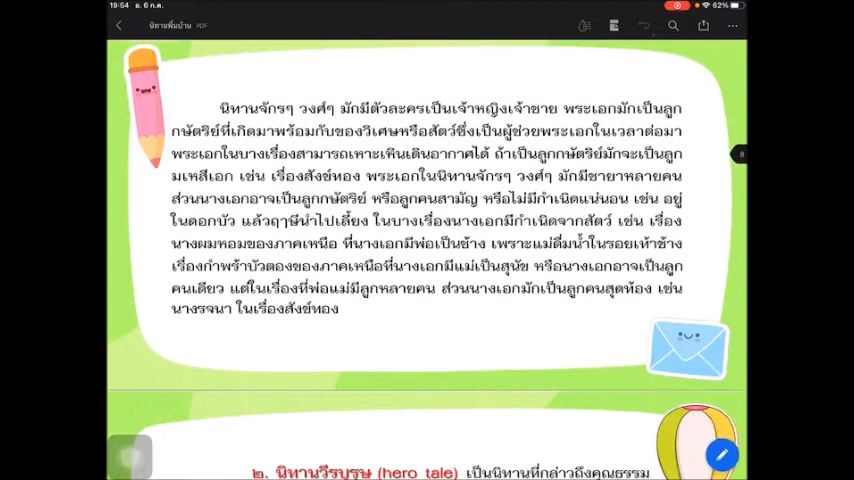 19:54 อ. 6 ก.ค.
62%
นิทานพื้นบ้าน PDF
นิทานจักรๆ วงศ์ๆ มักมีตัวละครเป็นเจ้าหญิงเจ้าชาย พระเอกมักเป็นลูก
กษัตริย์ที่เกิดมาพร้อมกับของวิเศษหรือสัตว์ซึ่งเป็นผู้ช่วยพระเอกในเวลาต่อมา
พระเอกในบางเรื่องสามารถเหาะเหินเดินอากาศได้ ถ้าเป็นลูกกษัตริย์มักจะเป็นลูก
มเหสีเอก เช่น เรื่องสังข์ทอง พระเอกในนิทานจักรๆ วงศ์ๆ มักมีชายาหลายคน
ส่วนนางเอกอาจเป็นลูกกษัตริย์ หรือลูกคนสามัญ หรือไม่มีกำเนิดแน่นอน เช่น อยู่
ในดอกบัว แล้วฤๅษีนำไปเลี้ยง ในบางเรื่องนางเอกมีกำเนิดจากสัตว์ เช่น เรื่อง
นางผมหอมของภาคเหนือ ที่นางเอกมีพ่อเป็นช้าง เพราะแม่ดื่มน้ำในรอยเท้าช้าง
เรื่องกำพร้าบัวตองของภาคเหนือที่นางเอกมีแม่เป็นสุนัข หรือนางเอกอาจเป็นลูก
คนเดียว แต่ในเรื่องที่พ่อแม่มีลูกหลายคน ส่วนนางเอกมักเป็นลูกคนสุดท้อง เช่น
นางรจนา ในเรื่องสังข์ทอง
8
๒. นิทานวีรบุรุษ (hero tale) เป็นนิทานที่กล่าวถึงคุณธรรม